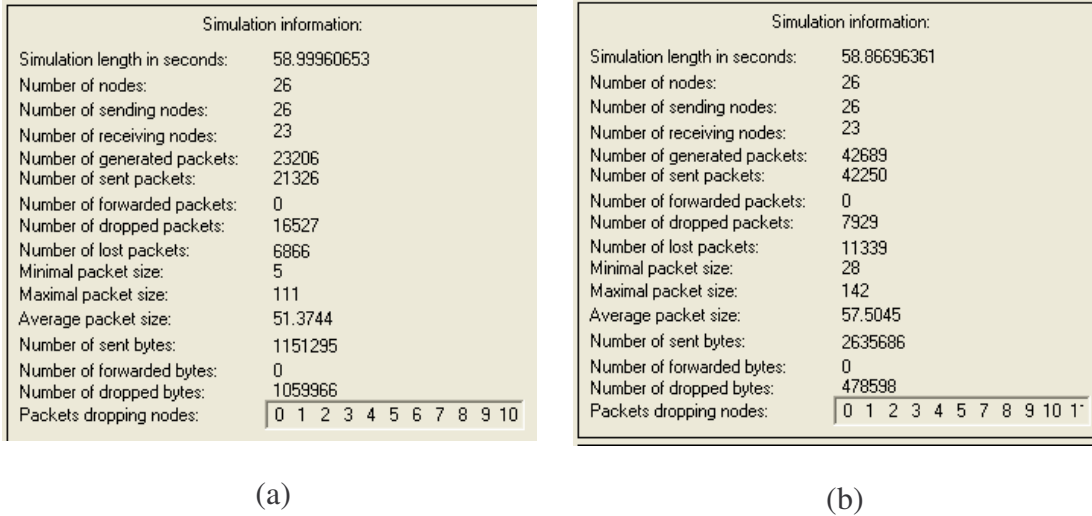 Simulation information:
Simulation length in seconds: 58.99960653
Number of nodes: 26
Number of sending nodes: 26
Number of receiving nodes: 23
Number of generated packets: 23206
Number of sent packets: 21326
Number of forwarded packets: 0
Number of dropped packets: 16527
Number of lost packets: 6866
Minimal packet size: 5
Maximal packet size: 111
Average packet size: 51.3744
Number of sent bytes: 1151295
Number of forwarded bytes: 0
Number of dropped bytes: 1059966
Packets dropping nodes: 0 1 2 3 4 5 6 7 8 9 10
(a)
Simulation information:
Simulation length in seconds: 58.86696361
Number of nodes: 26
Number of sending nodes: 26
Number of receiving nodes: 23
Number of generated packets: 42689
Number of sent packets: 42250
Number of forwarded packets: 0
Number of dropped packets: 7929
Number of lost packets: 11339
Minimal packet size: 28
Maximal packet size: 142
Average packet size: 57.5045
Number of sent bytes: 2635686
Number of forwarded bytes: 0
Number of dropped bytes: 478598
Packets dropping nodes: 0 1 2 3 4 5 7 8 9 10
(b)